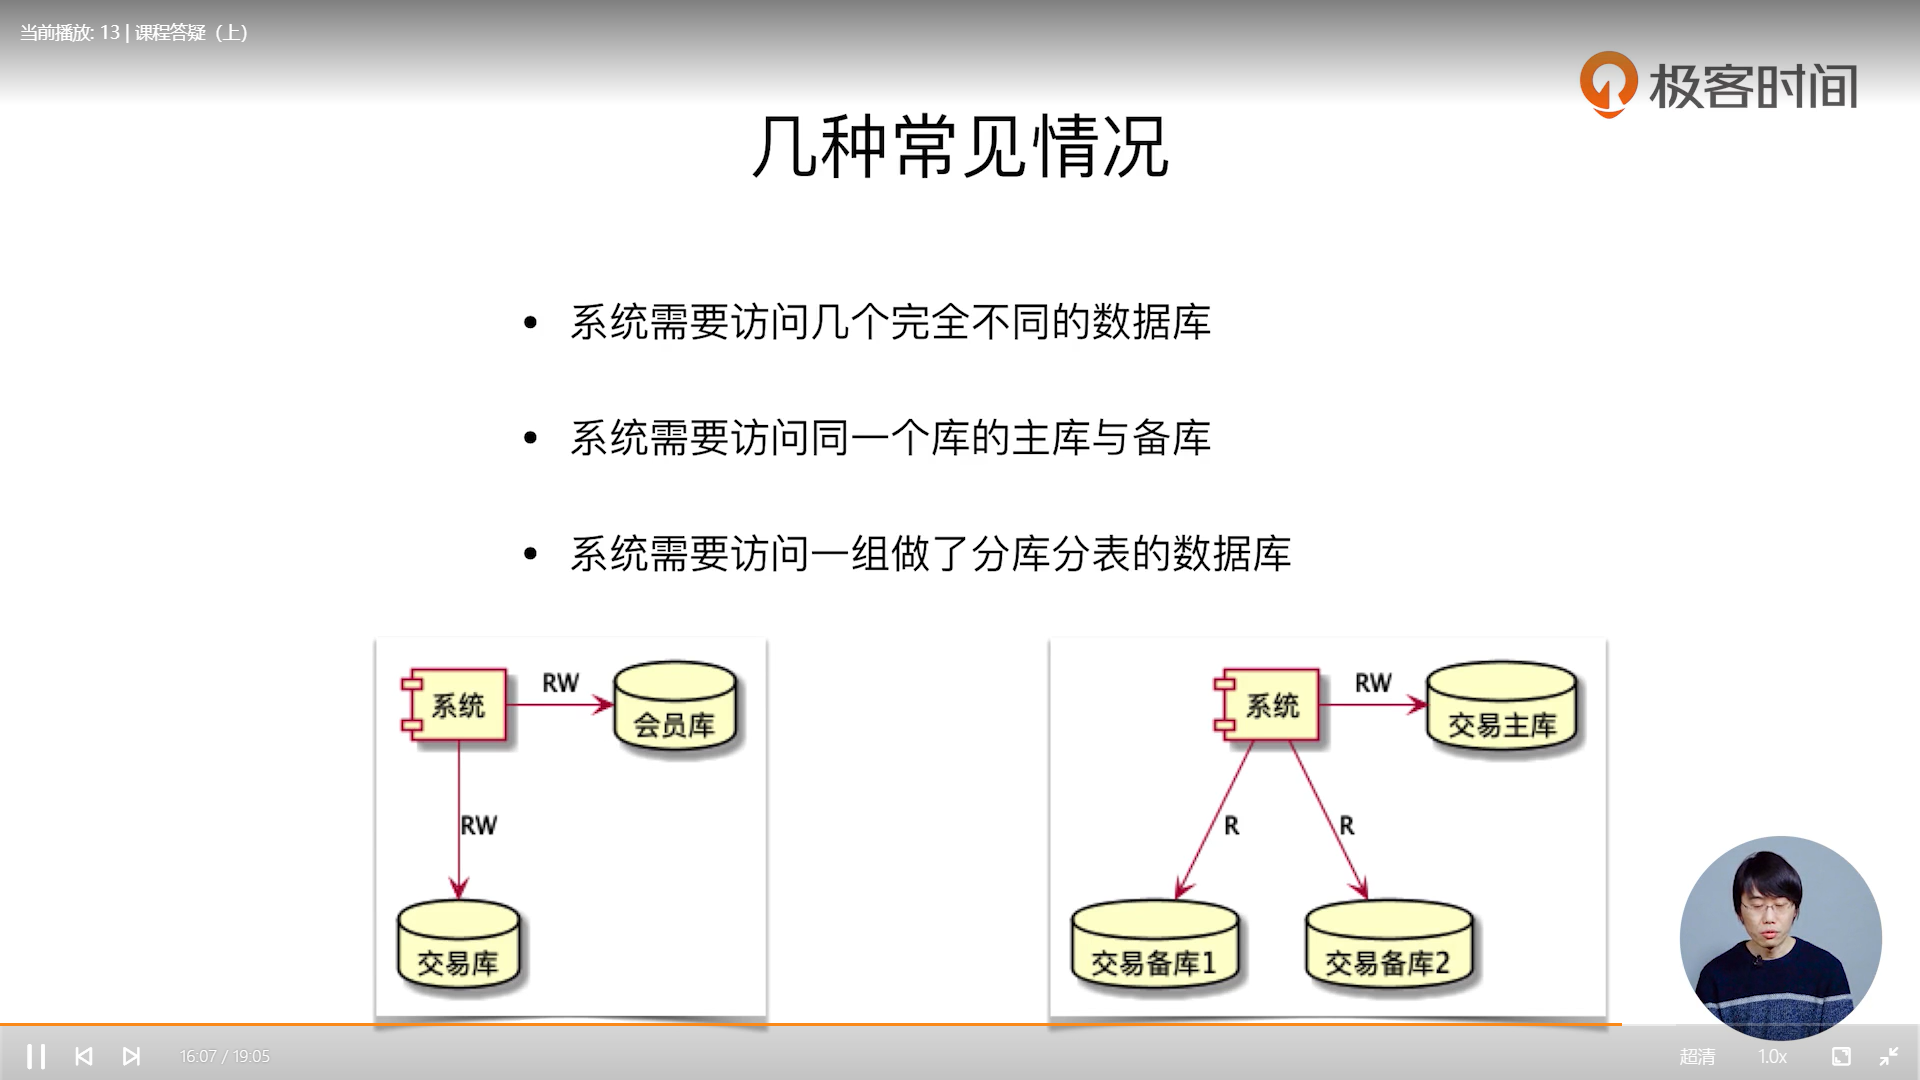 当前播放: 13 | 课程答疑（上）
极客时间
几种常见情况
• 系统需要访问几个完全不同的数据库
• 系统需要访问同一个库的主库与备库
• 系统需要访问一组做了分库分表的数据库
系统
RW
会员库
RW
交易库
系统
RW
交易主库
R
R
交易备库1
交易备库2
16:07 / 19:05
超清
1.0x